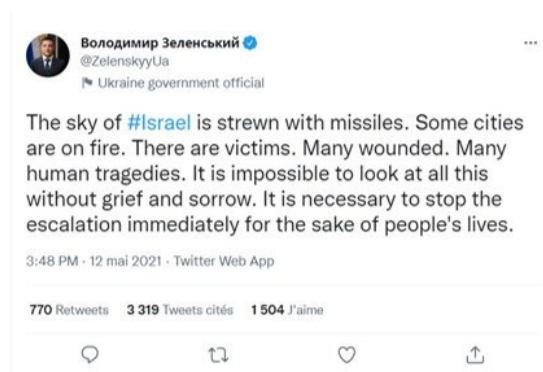 Володимир Зеленський
@ZelenskyyUa
Ukraine government official
The sky of #Israel is strewn with missiles. Some cities
are on fire. There are victims. Many wounded. Many
human tragedies. It is impossible to look at all this
without grief and sorrow. It is necessary to stop the
escalation immediately for the sake of people's lives.
3:48 PM · 12 mai 2021 · Twitter Web App
770 Retweets 3 319 Tweets cités 1 504 J'aime